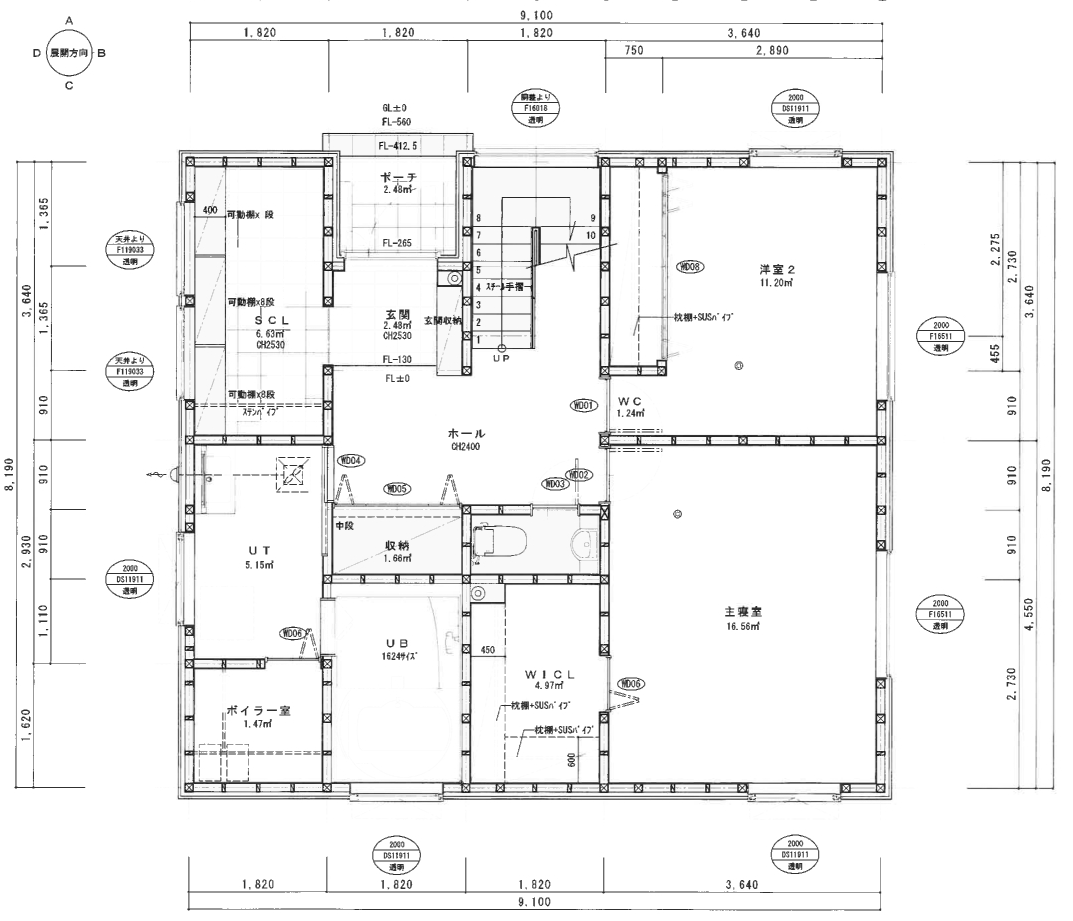 A
D 展開方向 B
C
9,100
1,820
1,820
1,820
3,640
750
2,890
GL±0
FL-560
FL-412.5
F16018
透明
2000
DS11911
透明
ポーチ
2.48㎡
FL-265
400
可動棚x 段
天井より
F119033
透明
可動棚x8段
SCL
6.63㎡
CH2530
天井より
F119033
透明
可動棚x8段
ステンパイプ
玄関
2.48㎡
CH2530
玄関収納
FL-130
FL±0
8
7
6
5
4
3
2
1
9
10
スチール手摺
UP
WD08
洋室2
11.20㎡
枕棚+SUSパイプ
2000
F16511
透明
WD01
WC
1.24㎡
ホール
CH2400
WD04
WD05
WD02
WD03
中段
収納
1.66㎡
UT
5.15㎡
2000
DS11911
透明
WD06
UB
1624サイズ
450
WICL
4.97㎡
枕棚+SUSパイプ
枕棚+SUSパイプ
600
WD06
主寝室
16.56㎡
2000
F16511
透明
ボイラー室
1.47㎡
8,190
3,640
2,930
1,620
1,365
1,365
910
910
910
1,110
2,275
455
910
910
910
2,730
2,730
3,640
4,550
8,190
2000
DS11911
透明
2000
DS11911
透明
1,820
1,820
1,820
3,640
9,100